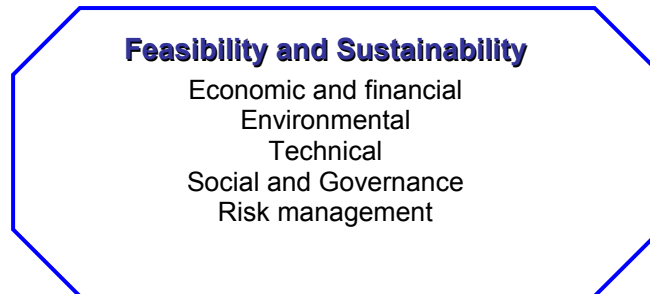 Feasibility and Sustainability
Economic and financial
Environmental
Technical
Social and Governance
Risk management